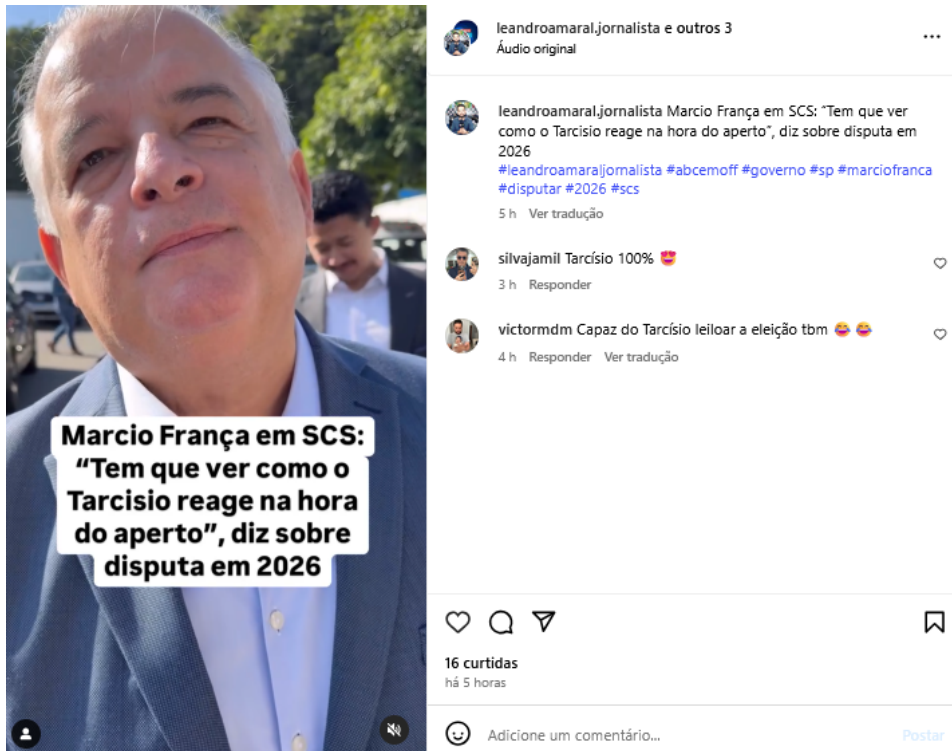 Marcio França em SCS:
“Tem que ver como o
Tarcisio reage na hora
do aperto”, diz sobre
disputa em 2026
leandroamaral.jornalista e outros 3
Áudio original
leandroamaral.jornalista Marcio França em SCS: “Tem que ver
como o Tarcisio reage na hora do aperto”, diz sobre disputa em
2026
#leandroamaraljornalista #abcemoff #governo #sp #marciofranca
#disputar #2026 #scs
5 h Ver tradução
silvajamil Tarcísio 100% 😍
3 h Responder
victormdm Capaz do Tarcísio leiloar a eleição tbm 😂 😂
4 h Responder Ver tradução
16 curtidas
há 5 horas
Adicione um comentário...
Postar